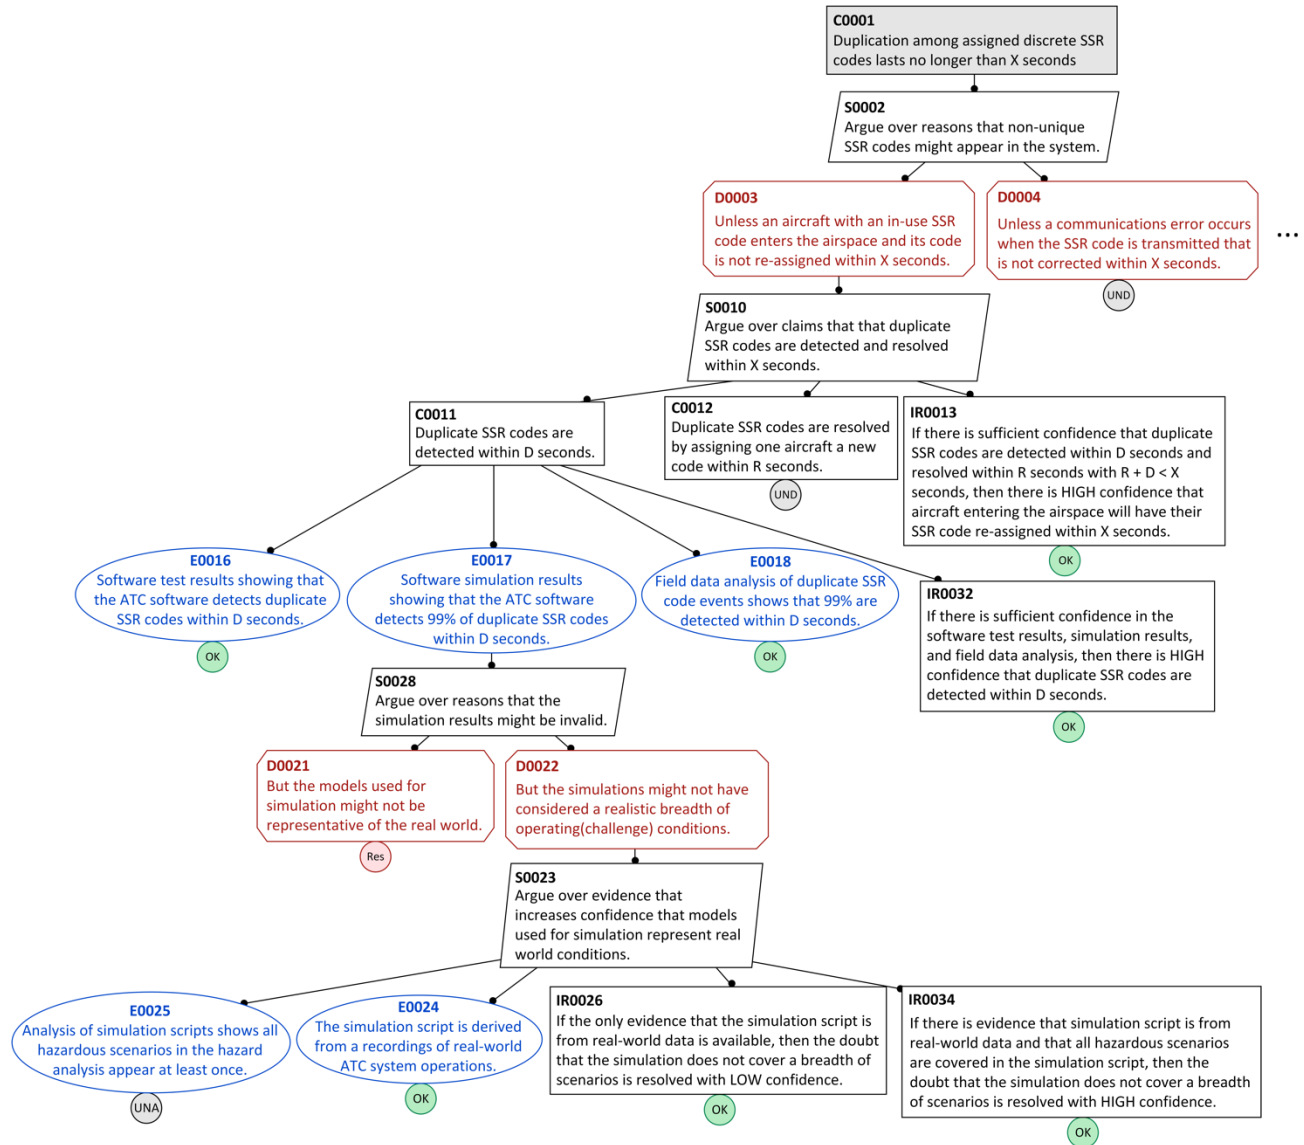 C0001
Duplication among assigned discrete SSR
codes lasts no longer than X seconds
S0002
Argue over reasons that non-unique
SSR codes might appear in the system.
D0003
Unless an aircraft with an in-use SSR
code enters the airspace and its code
is not re-assigned within X seconds.
D0004
Unless a communications error occurs
when the SSR code is transmitted that
is not corrected within X seconds.
...
UND
S0010
Argue over claims that that duplicate
SSR codes are detected and resolved
within X seconds.
C0011
Duplicate SSR codes are
detected within D seconds.
C0012
Duplicate SSR codes are resolved
by assigning one aircraft a new
code within R seconds.
UND
IR0013
If there is sufficient confidence that duplicate
SSR codes are detected within D seconds and
resolved within R seconds with R + D < X
seconds, then there is HIGH confidence that
aircraft entering the airspace will have their
SSR code re-assigned within X seconds.
OK
E0016
Software test results showing that
the ATC software detects duplicate
SSR codes within D seconds.
OK
E0017
Software simulation results
showing that the ATC software
detects 99% of duplicate SSR codes
within D seconds.
E0018
Field data analysis of duplicate SSR
code events shows that 99% are
detected within D seconds.
OK
IR0032
If there is sufficient confidence in the
software test results, simulation results,
and field data analysis, then there is HIGH
confidence that duplicate SSR codes are
detected within D seconds.
OK
S0028
Argue over reasons that the
simulation results might be invalid.
D0021
But the models used for
simulation might not be
representative of the real world.
Res
D0022
But the simulations might not have
considered a realistic breadth of
operating(challenge) conditions.
S0023
Argue over evidence that
increases confidence that models
used for simulation represent real
world conditions.
E0025
Analysis of simulation scripts shows all
hazardous scenarios in the hazard
analysis appear at least once.
UNA
E0024
The simulation script is derived
from a recordings of real-world
ATC system operations.
OK
IR0026
If the only evidence that the simulation script is
from real-world data is available, then the doubt
that the simulation does not cover a breadth of
scenarios is resolved with LOW confidence.
OK
IR0034
If there is evidence that simulation script is from
real-world data and that all hazardous scenarios
are covered in the simulation script, then the
doubt that the simulation does not cover a breadth
of scenarios is resolved with HIGH confidence.
OK